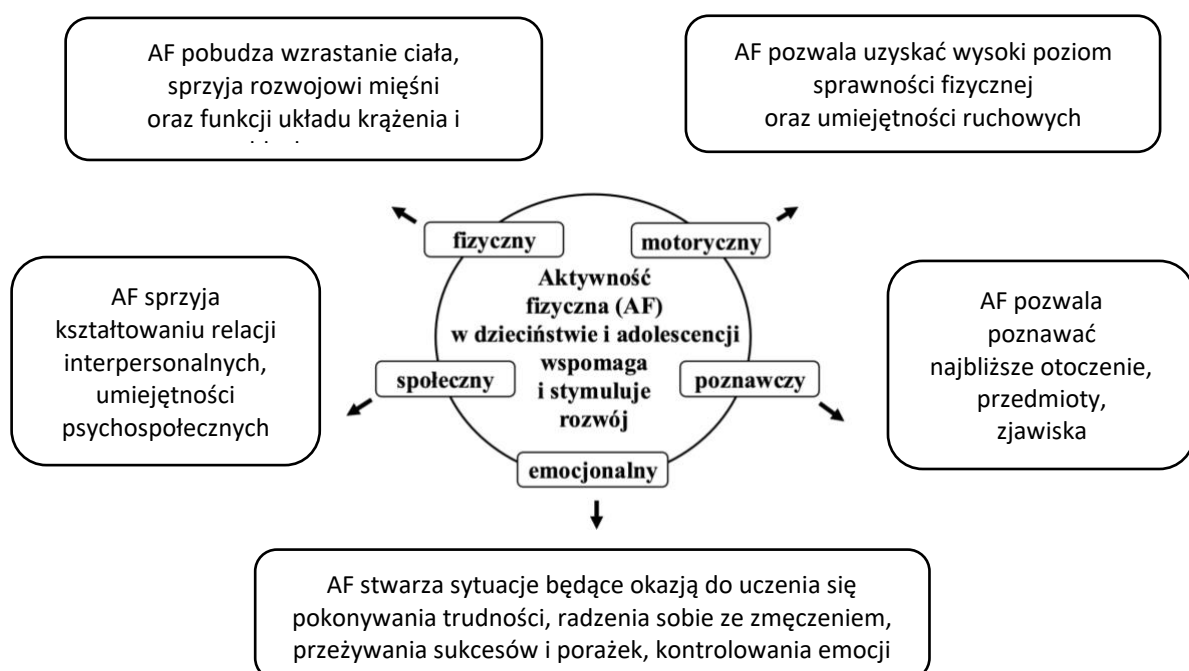 AF pobudza wzrastanie ciała,
sprzyja rozwojowi mięśni
oraz funkcji układu krążenia i
AF pozwala uzyskać wysoki poziom
sprawności fizycznej
oraz umiejętności ruchowych
fizyczny
motoryczny
Aktywność
fizyczna (AF)
w dzieciństwie i adolescencji
wspomaga
i stymuluje
rozwój
AF sprzyja
kształtowaniu relacji
interpersonalnych,
umiejętności
psychospołecznych
społeczny
poznawczy
AF pozwala
poznawać
najbliższe otoczenie,
przedmioty,
zjawiska
emocjonalny
AF stwarza sytuacje będące okazją do uczenia się
pokonywania trudności, radzenia sobie ze zmęczeniem,
przeżywania sukcesów i porażek, kontrolowania emocji